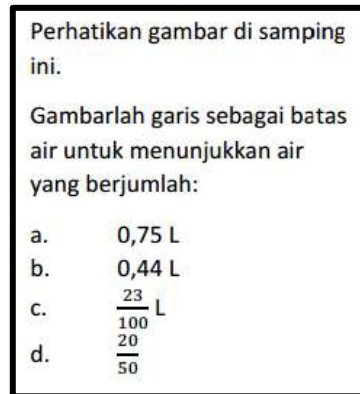 Perhatikan gambar di samping
ini.
Gambarlah garis sebagai batas
air untuk menunjukkan air
yang berjumlah:
a. 0,75 L
b. 0,44 L
c. 23/100 L
d. 20/50